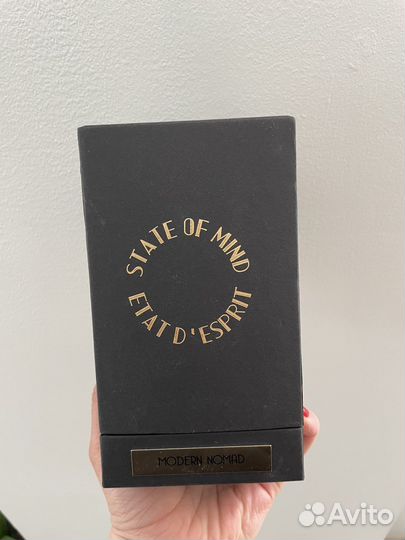 STATE OF MIND
ETAT D'ESPRIT
MODERN NOMAD
Avito